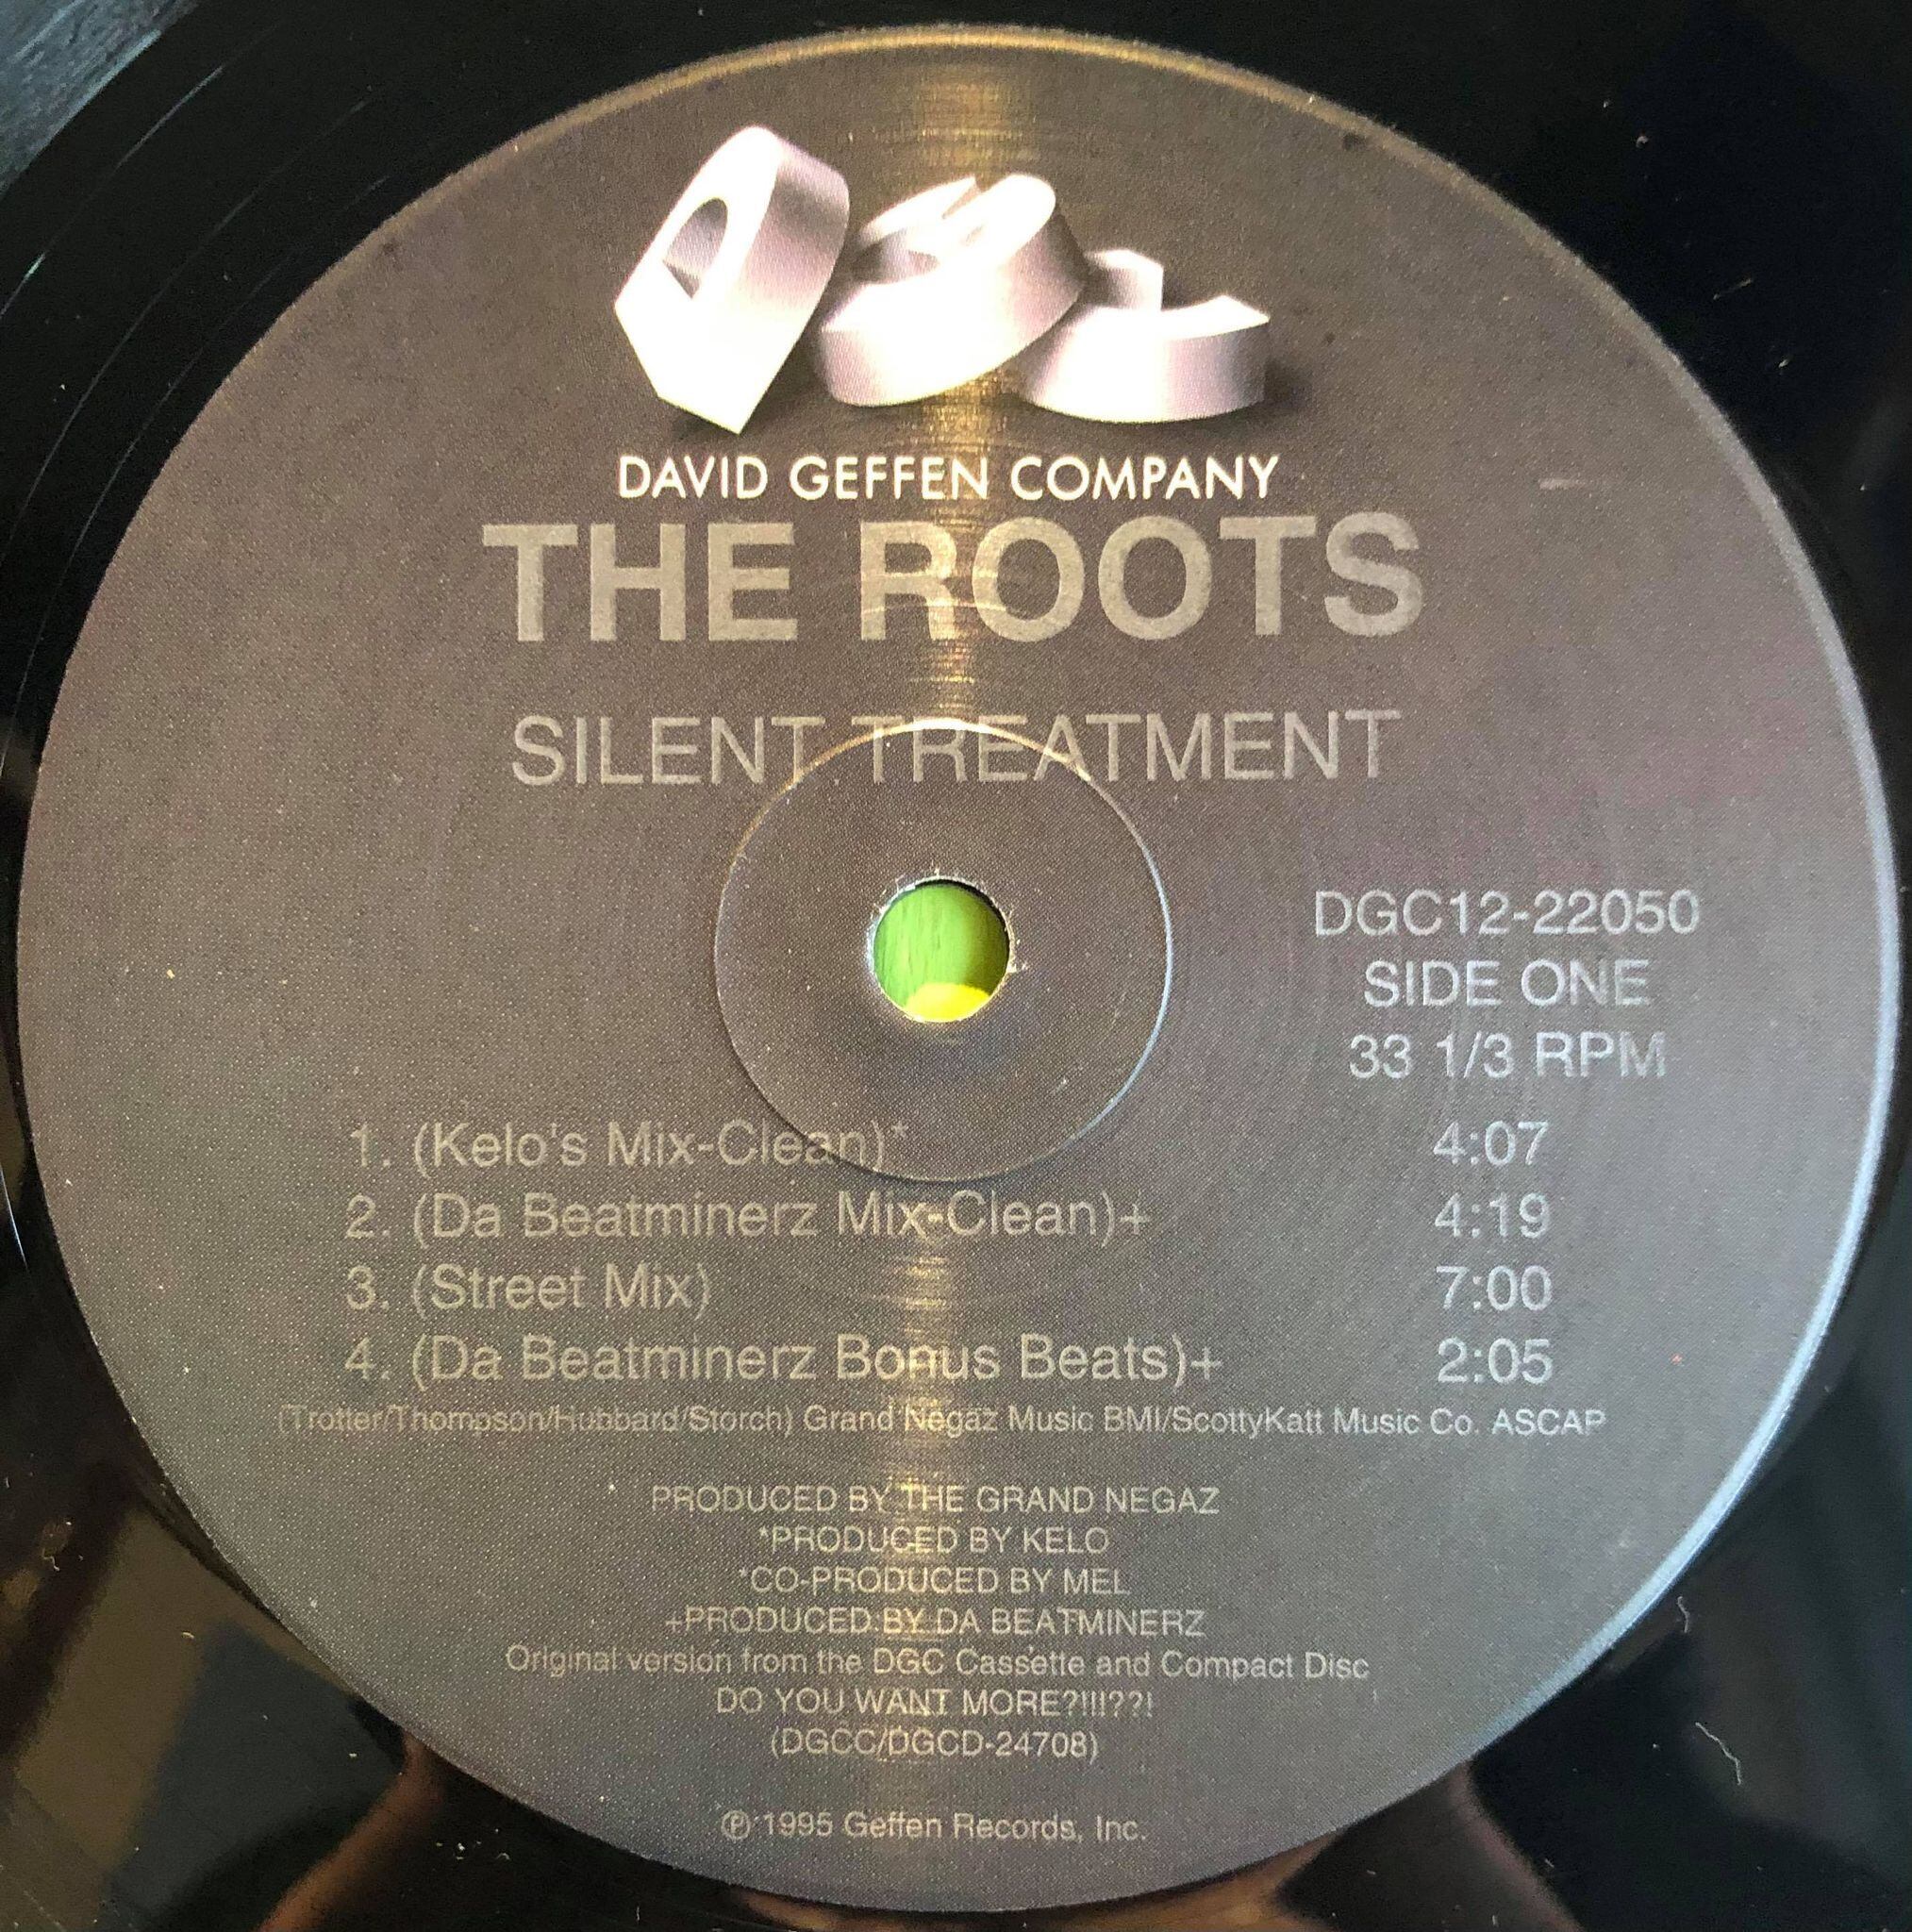 DGC
DAVID GEFFEN COMPANY
THE ROOTS
SILENT TREATMENT
DGC12-22050
SIDE ONE
33 1/3 RPM
1. (Kelo's Mix-Clean)* 4:07
2. (Da Beatminerz Mix-Clean)+ 4:19
3. (Street Mix) 7:00
4. (Da Beatminerz Bonus Beats)+ 2:05
(Trotter/Thompson/Hubbard/Storch) Grand Negaz Music BMI/ScottyKatt Music Co. ASCAP
PRODUCED BY THE GRAND NEGAZ
*PRODUCED BY KELO
*CO-PRODUCED BY MEL
+PRODUCED BY DA BEATMINERZ
Original version from the DGC Cassette and Compact Disc
DO YOU WANT MORE?!!!??!
(DGCC/DGCD-24708)
℗ 1995 Geffen Records, Inc.